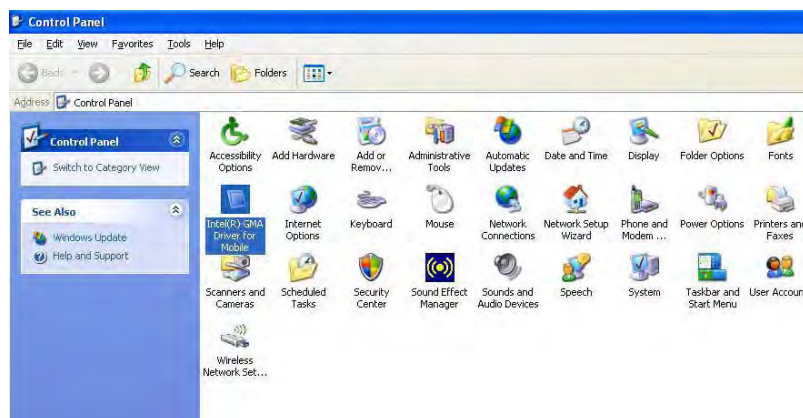 Control Panel
File Edit View Favorites Tools Help
Back Search Folders
Address Control Panel
Control Panel
Switch to Category View
See Also
Windows Update
Help and Support
Accessibility Options
Add Hardware
Add or Remov...
Administrative Tools
Automatic Updates
Date and Time
Display
Folder Options
Fonts
Intel(R) GMA Driver for Mobile
Internet Options
Keyboard
Mouse
Network Connections
Network Setup Wizard
Phone and Modem ...
Power Options
Printers and Faxes
Scanners and Cameras
Scheduled Tasks
Security Center
Sound Effect Manager
Sounds and Audio Devices
Speech
System
Taskbar and Start Menu
User Accoun
Wireless Network Set...